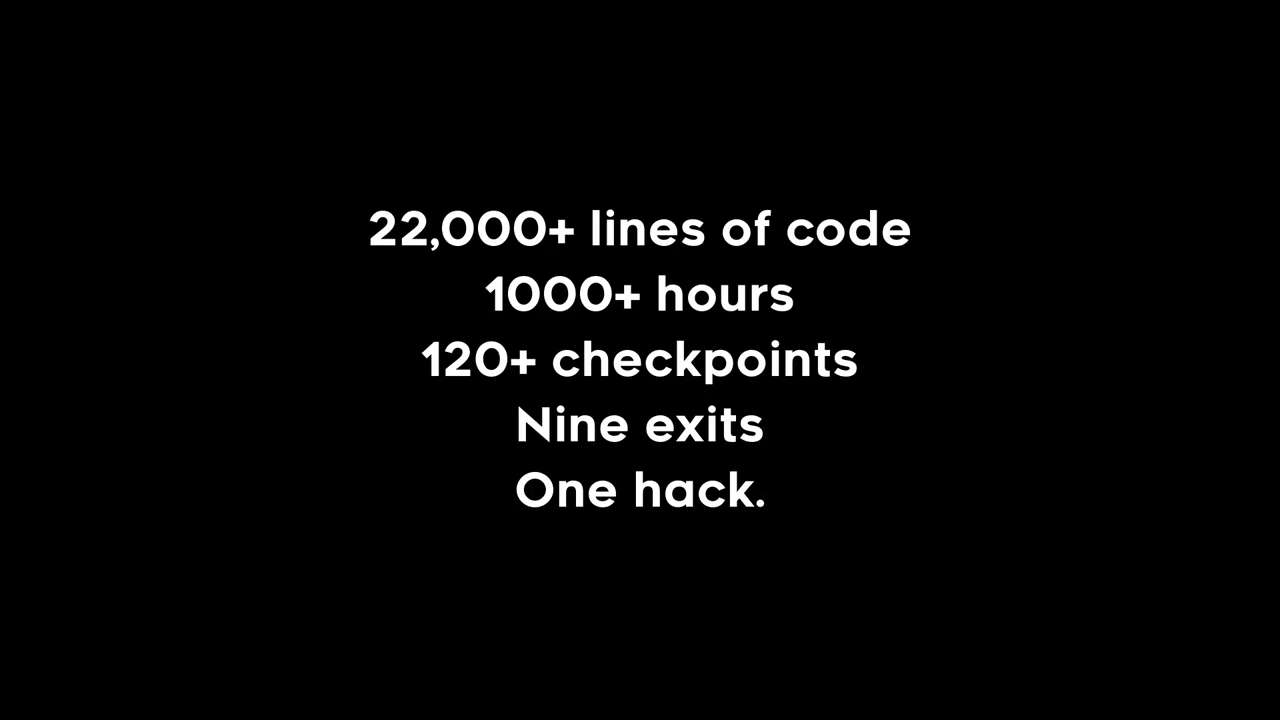 22,000+ lines of code
1000+ hours
120+ checkpoints
Nine exits
One hack.